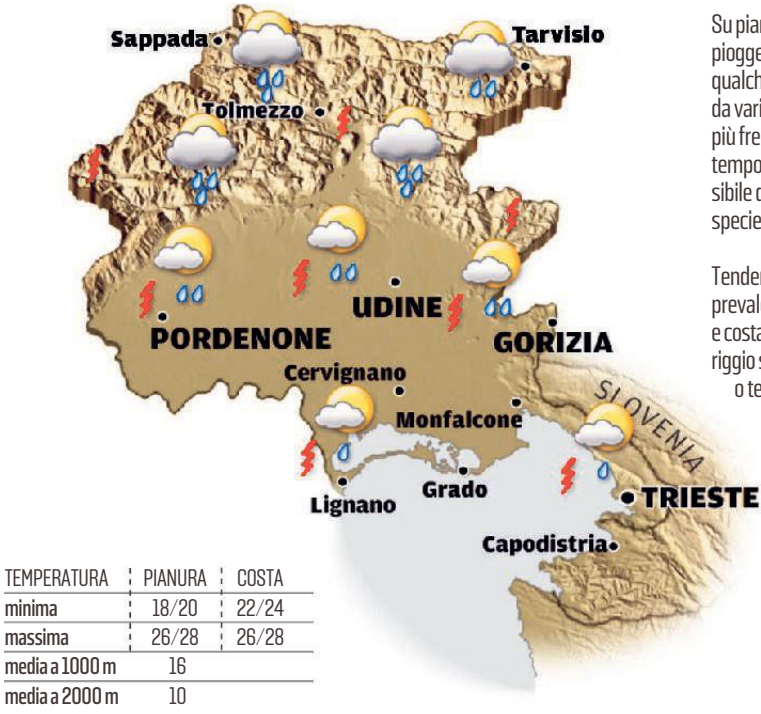 Sappada
Tarvisio
Tolmezzo
UDINE
PORDENONE
GORIZIA
Cervignano
Monfalcone
SLOVENIA
Grado
Lignano
TRIESTE
Capodistria
Su pian
piogge
qualch
da vari
più fre
tempo
sibile c
specie
Tender
prevale
e costa
riggio s
o te
TEMPERATURA PIANURA COSTA
minima 18/20 22/24
massima 26/28 26/28
media a 1000 m 16
media a 2000 m 10